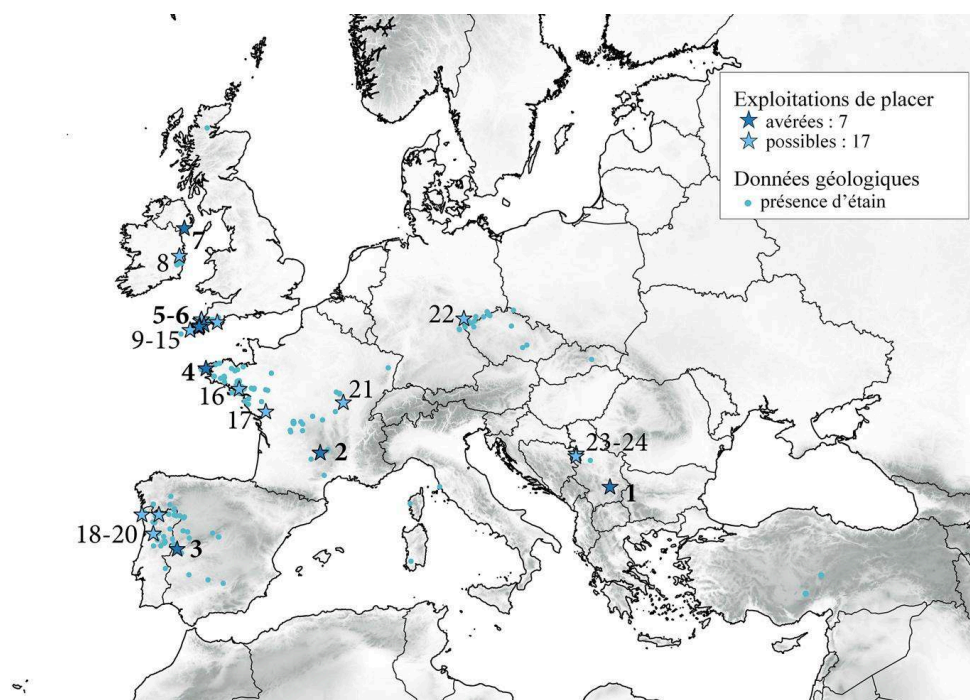 Exploitations de placer
avérées : 7
possibles : 17
Données géologiques
présence d'étain
7
8
5-6
9-15
22
4
16
17
21
2
23-24
1
18-20
3